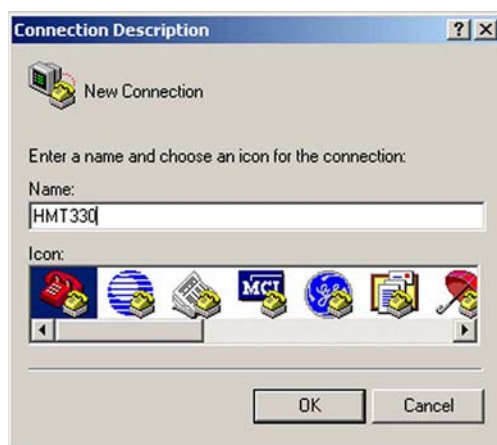 Connection Description
New Connection
Enter a name and choose an icon for the connection:
Name:
HMT330
Icon:
MCI
OK
Cancel